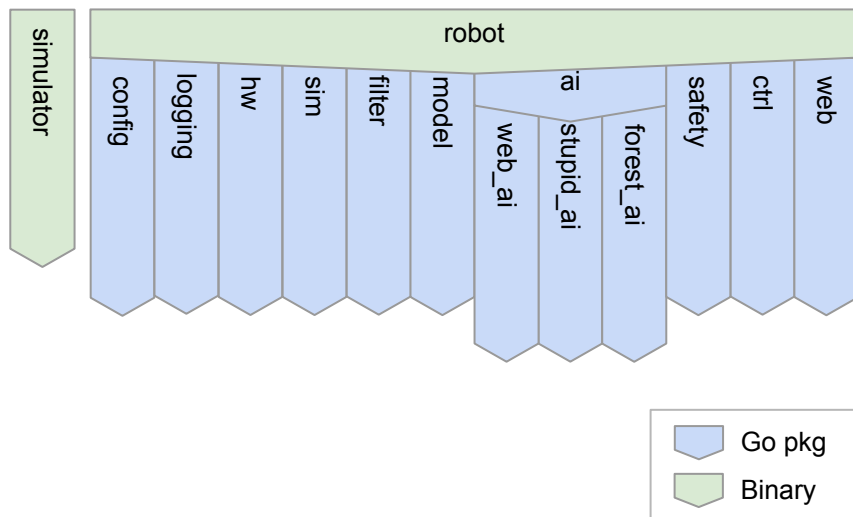 simulator
robot
config
logging
hw
sim
filter
model
ai
web_ai
stupid_ai
forest_ai
safety
ctrl
web
Go pkg
Binary